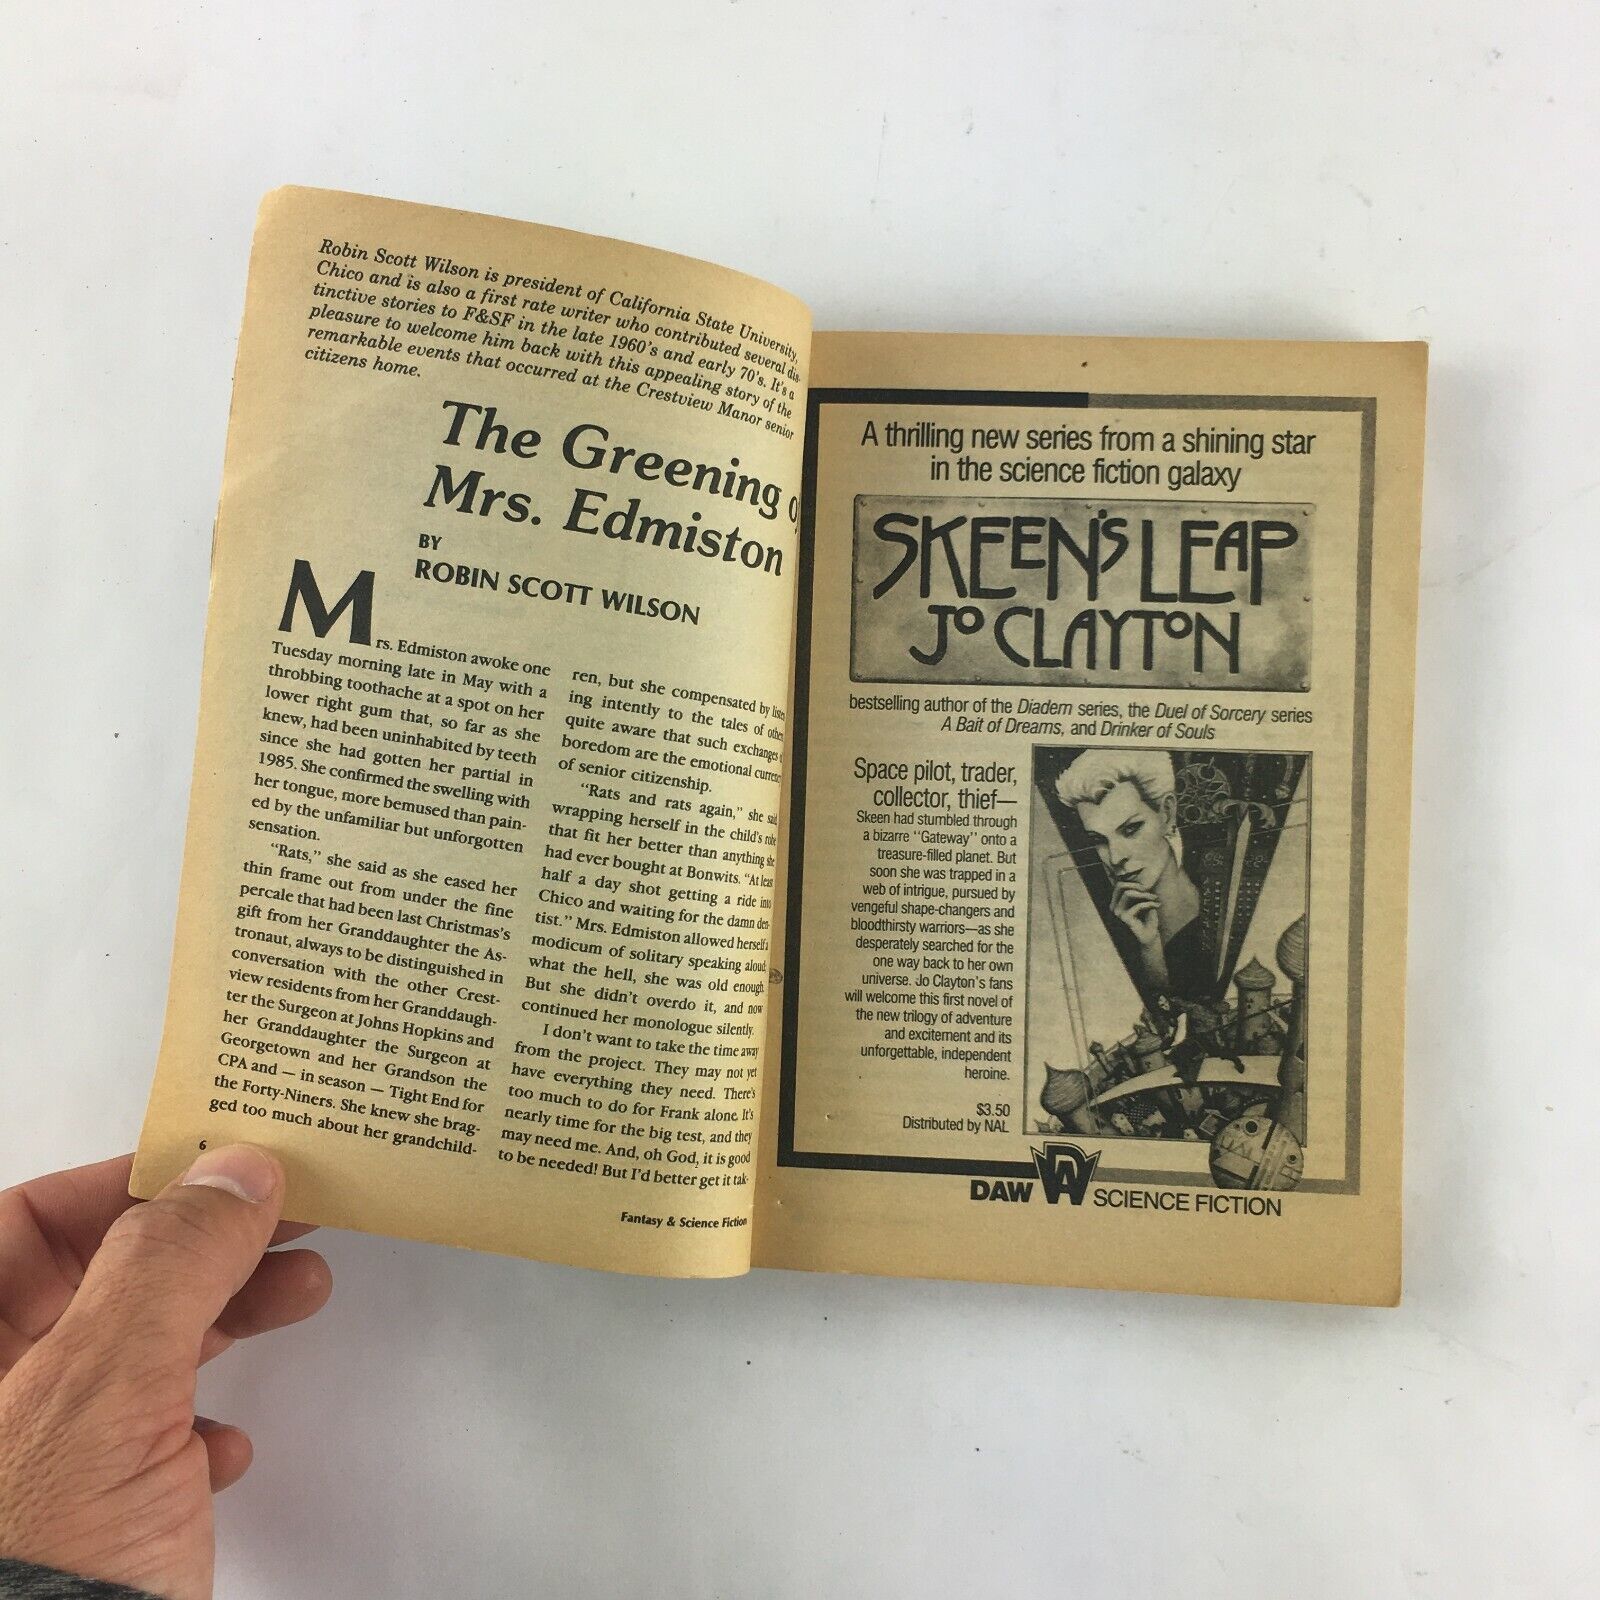 Robin Scott Wilson is president of California State University,
Chico and is also a first rate writer who contributed several dis-
tinctive stories to F&SF in the late 1960's and early 70's. It's a
pleasure to welcome him back with this appealing story of the
remarkable events that occurred at the Crestview Manor senior
citizens home.
The Greening o
Mrs. Edmiston
BY
ROBIN SCOTT WILSON
Mrs. Edmiston awoke one
Tuesday morning late in May with a
throbbing toothache at a spot on her
lower right gum that, so far as she
knew, had been uninhabited by teeth
since she had gotten her partial in
1985. She confirmed the swelling with
her tongue, more bemused than pain-
ed by the unfamiliar but unforgotten
sensation.
"Rats," she said as she eased her
thin frame out from under the fine
percale that had been last Christmas's
gift from her Granddaughter the As-
tronaut, always to be distinguished in
conversation with the other Crest-
view residents from her Granddaugh-
ter the Surgeon at Johns Hopkins and
her Granddaughter the Surgeon at
Georgetown and her Grandson the
CPA and — in season — Tight End for
the Forty-Niners. She knew she brag-
ged too much about her grandchild-
ren, but she compensated by listen
ing intently to the tales of other
quite aware that such exchanges
boredom are the emotional currency
of senior citizenship.
"Rats and rats again," she said
wrapping herself in the child's robe
that fit her better than anything she
had ever bought at Bonwits. "At least
half a day shot getting a ride into
Chico and waiting for the damn den-
tist." Mrs. Edmiston allowed herself a
modicum of solitary speaking aloud;
what the hell, she was old enough.
But she didn't overdo it, and now
continued her monologue silently.
I don't want to take the time away
from the project. They may not yet
have everything they need. There's
too much to do for Frank alone. It's
nearly time for the big test, and they
may need me. And, oh God, it is good
to be needed! But I'd better get it tak-
6
Fantasy & Science Fiction
A thrilling new series from a shining star
in the science fiction galaxy
SKEEN'S LEAP
JO CLAYTON
bestselling author of the Diadem series, the Duel of Sorcery series
A Bait of Dreams, and Drinker of Souls
Space pilot, trader,
collector, thief—
Skeen had stumbled through
a bizarre "Gateway" onto a
treasure-filled planet. But
soon she was trapped in a
web of intrigue, pursued by
vengeful shape-changers and
bloodthirsty warriors—as she
desperately searched for the
one way back to her own
universe. Jo Clayton's fans
will welcome this first novel of
the new trilogy of adventure
and excitement and its
unforgettable, independent
heroine.
$3.50
Distributed by NAL
DAW DAW SCIENCE FICTION